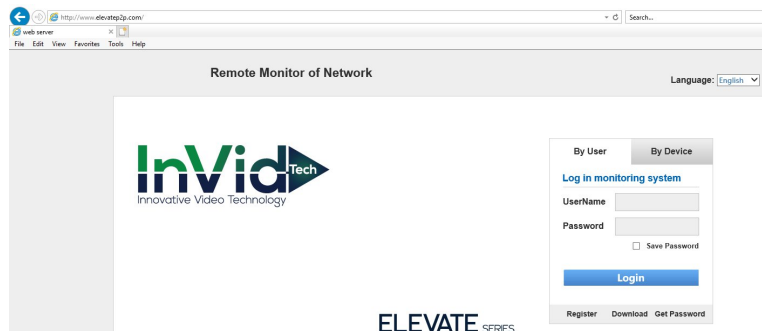 http://www.elevatep2p.com/
Search...
web server
File Edit View Favorites Tools Help
Remote Monitor of Network
Language: English
InVid Tech
Innovative Video Technology
By User By Device
Log in monitoring system
UserName
Password
Save Password
Login
Register Download Get Password
ELEVATE SERIES